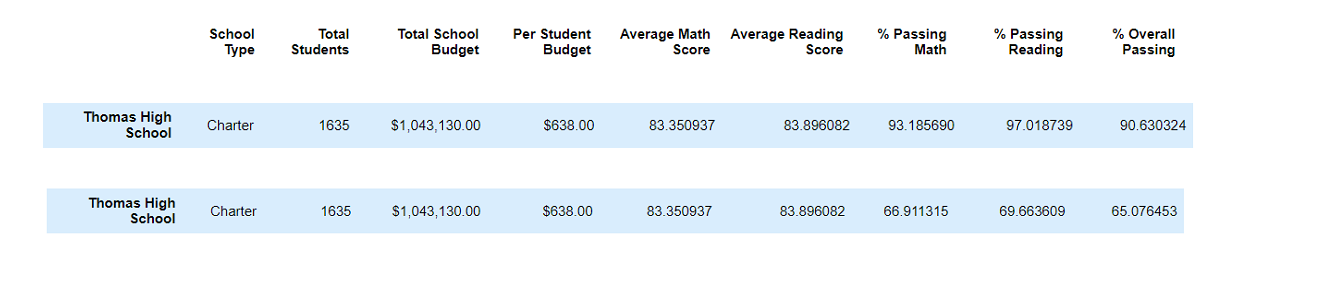 School Type Total Students Total School Budget Per Student Budget Average Math Score Average Reading Score % Passing Math % Passing Reading % Overall Passing
Thomas High School Charter 1635 $1,043,130.00 $638.00 83.350937 83.896082 93.185690 97.018739 90.630324
Thomas High School Charter 1635 $1,043,130.00 $638.00 83.350937 83.896082 66.911315 69.663609 65.076453